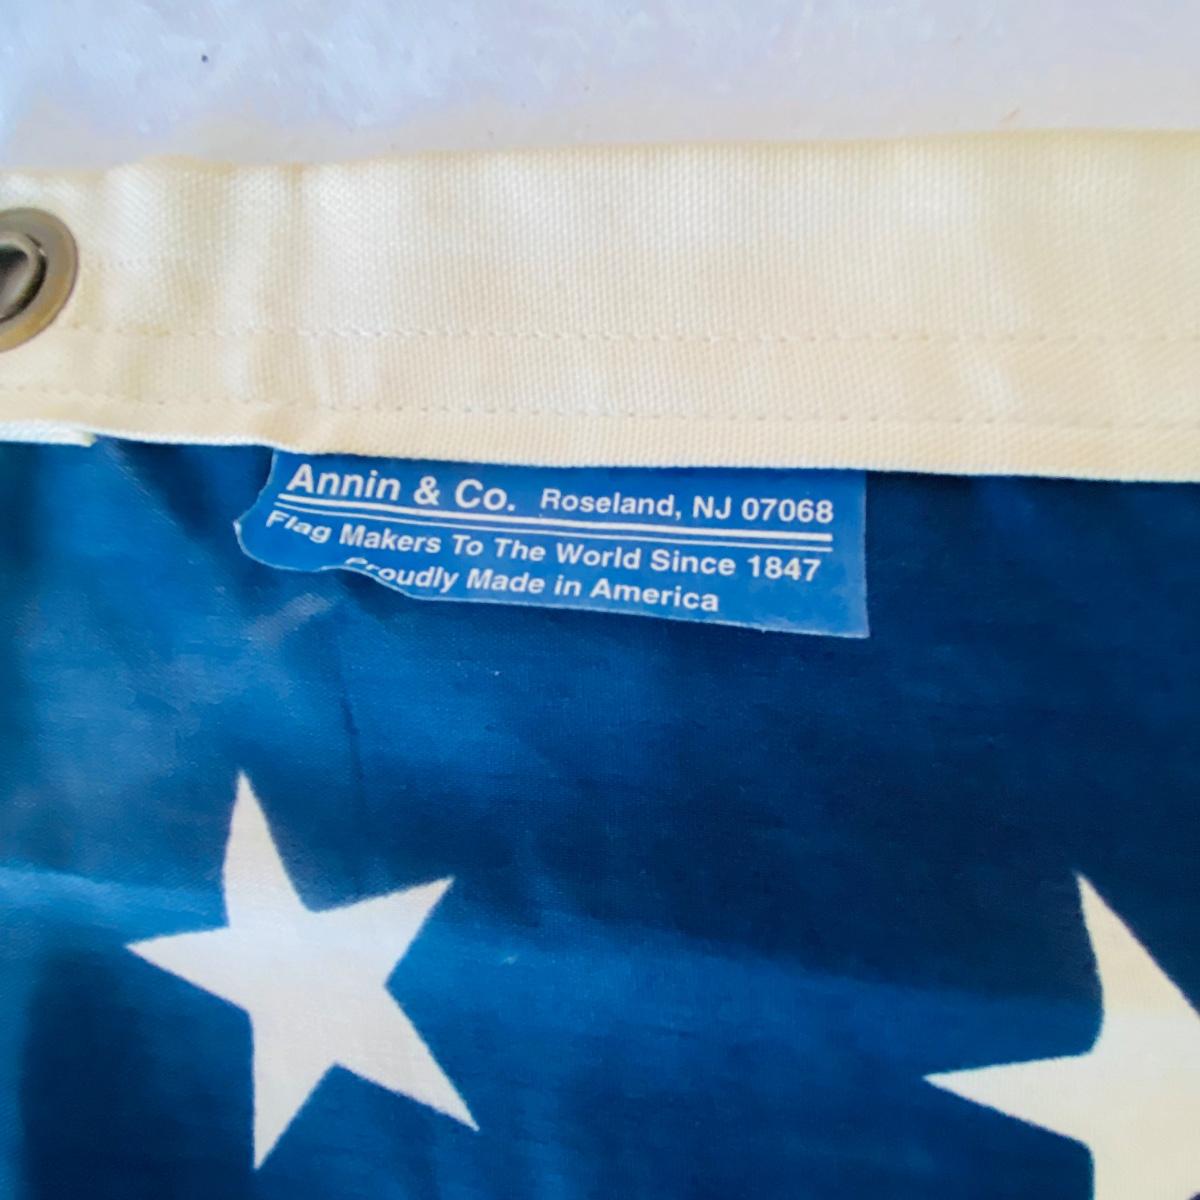 Annin & Co. Roseland, NJ 07068
Flag Makers To The World Since 1847
Proudly Made in America